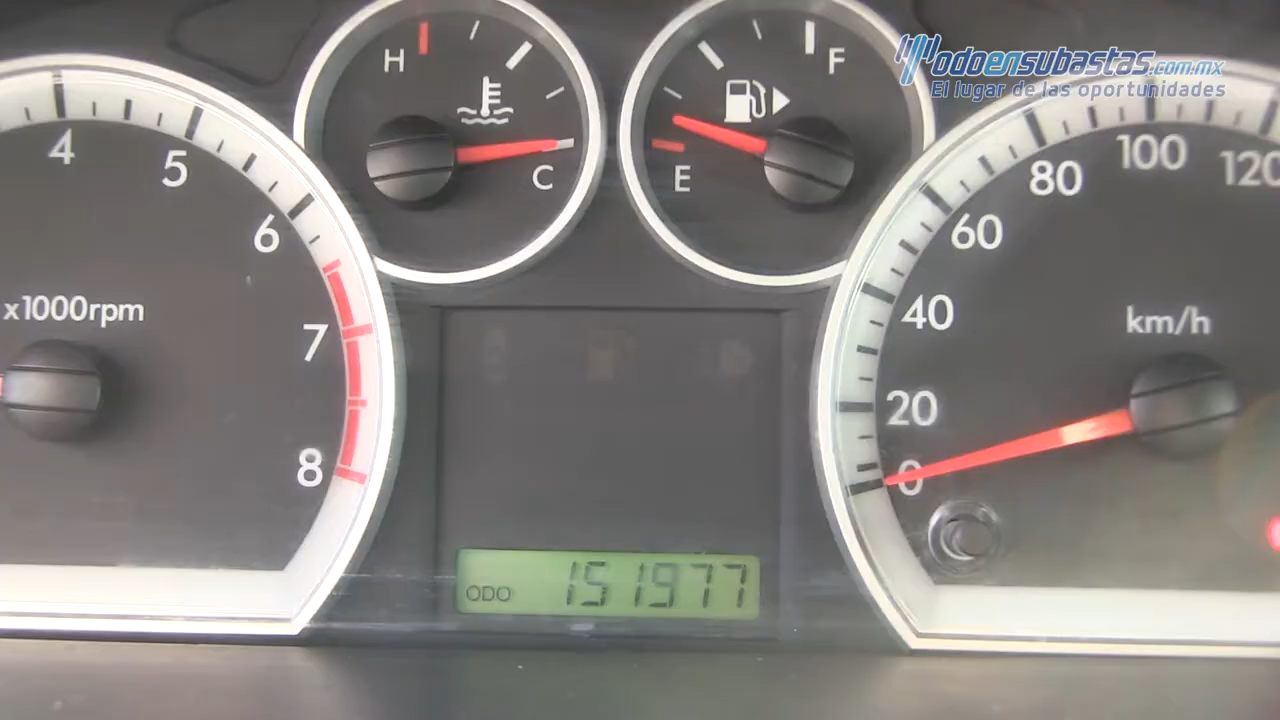 TodoenSubastas.com.mx
El lugar de las oportunidades
H
F
C
E
4
5
6
7
8
x1000rpm
0
20
40
60
80
100
120
km/h
ODO 151977